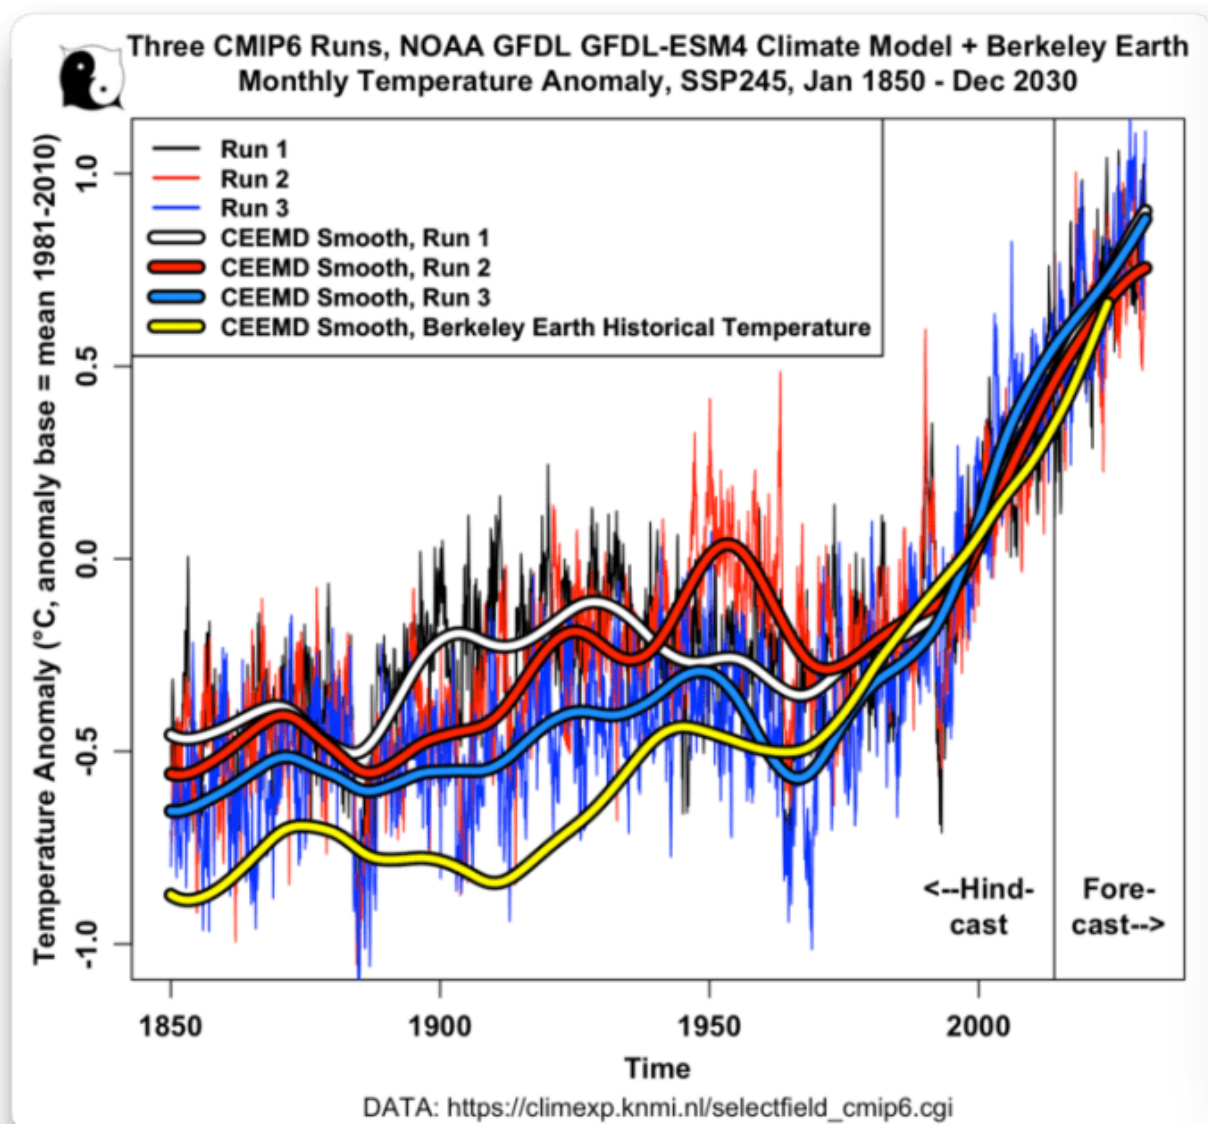 Three CMIP6 Runs, NOAA GFDL GFDL-ESM4 Climate Model + Berkeley Earth
Monthly Temperature Anomaly, SSP245, Jan 1850 - Dec 2030
Temperature Anomaly (°C, anomaly base = mean 1981-2010)
1.0
0.5
0.0
-0.5
-1.0
Run 1
Run 2
Run 3
CEEMD Smooth, Run 1
CEEMD Smooth, Run 2
CEEMD Smooth, Run 3
CEEMD Smooth, Berkeley Earth Historical Temperature
<--Hind-
cast
Fore-
cast-->
1850
1900
1950
2000
Time
DATA: https://climexp.knmi.nl/selectfield_cmip6.cgi